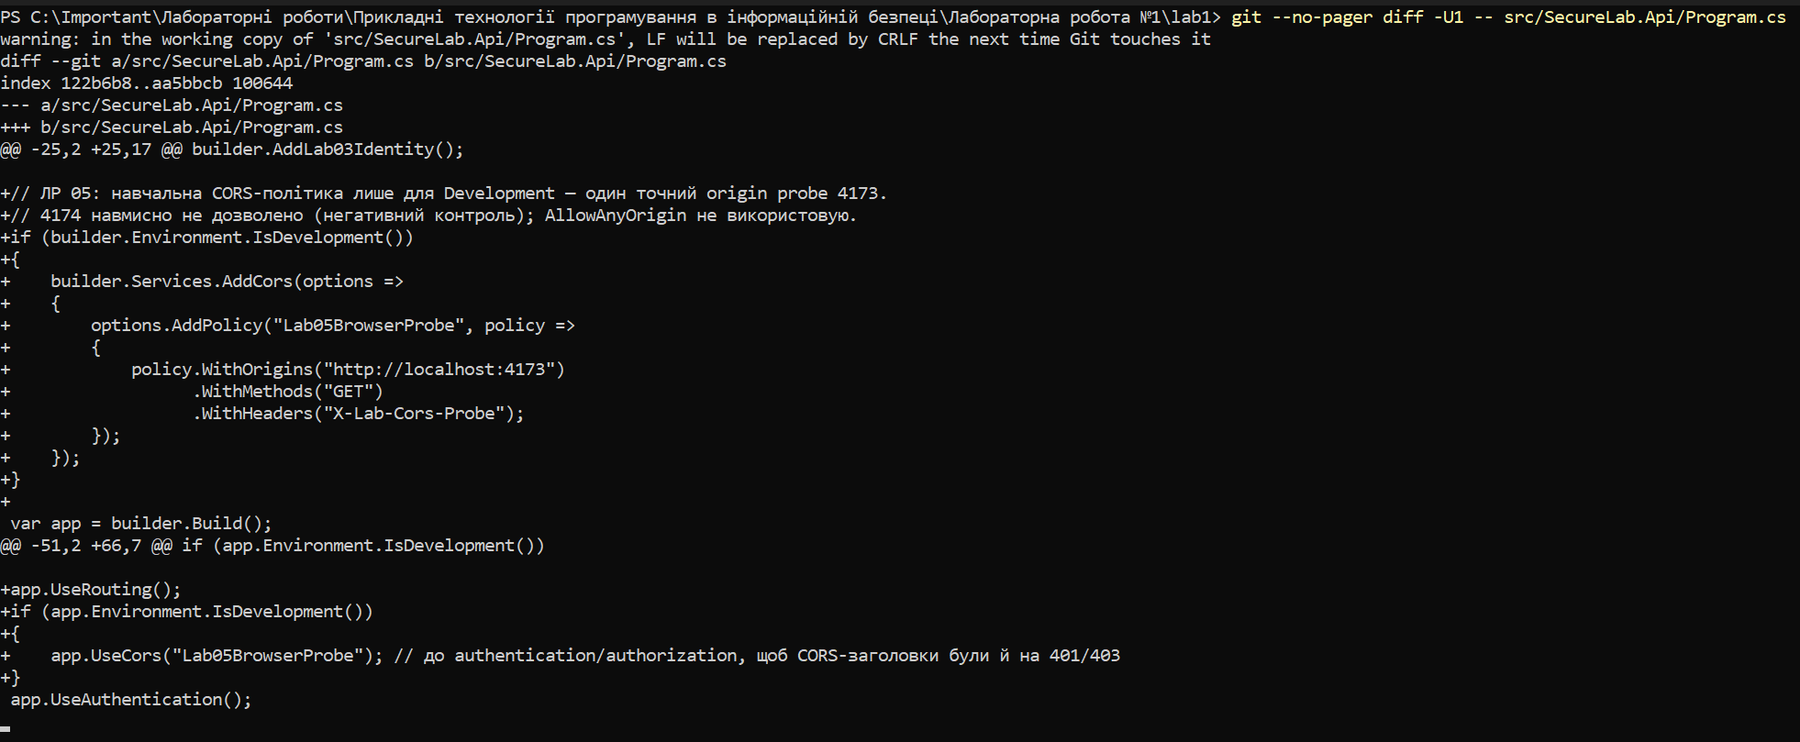 PS C:\Important\Лабораторні роботи\Прикладні технології програмування в інформаційній безпеці\Лабораторна робота №1\lab1> git --no-pager diff -U1 -- src/SecureLab.Api/Program.cs
warning: in the working copy of 'src/SecureLab.Api/Program.cs', LF will be replaced by CRLF the next time Git touches it
diff --git a/src/SecureLab.Api/Program.cs b/src/SecureLab.Api/Program.cs
index 122b6b8..aa5bbcb 100644
--- a/src/SecureLab.Api/Program.cs
+++ b/src/SecureLab.Api/Program.cs
@@ -25,2 +25,17 @@ builder.AddLab03Identity();

+// ЛР 05: навчальна CORS-політика лише для Development — один точний origin probe 4173.
+// 4174 навмисно не дозволено (негативний контроль); AllowAnyOrigin не використовую.
+if (builder.Environment.IsDevelopment())
+{
+    builder.Services.AddCors(options =>
+    {
+        options.AddPolicy("Lab05BrowserProbe", policy =>
+        {
+            policy.WithOrigins("http://localhost:4173")
+                  .WithMethods("GET")
+                  .WithHeaders("X-Lab-Cors-Probe");
+        });
+    });
+}
+
 var app = builder.Build();
@@ -51,2 +66,7 @@ if (app.Environment.IsDevelopment())

+app.UseRouting();
+if (app.Environment.IsDevelopment())
+{
+    app.UseCors("Lab05BrowserProbe"); // до authentication/authorization, щоб CORS-заголовки були й на 401/403
+}
 app.UseAuthentication();